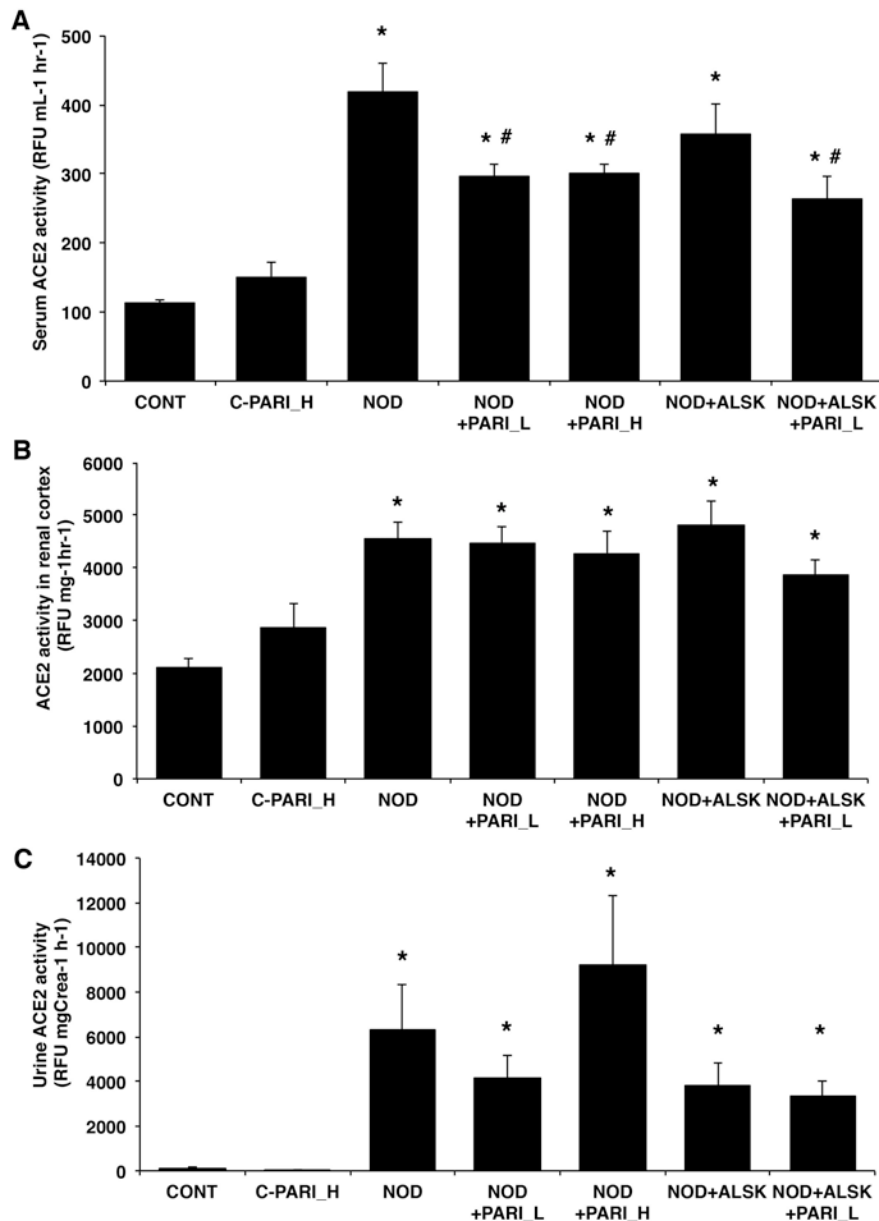 A
Serum ACE2 activity (RFU mL-1 hr-1)
500
400
300
200
100
0
*
* #
* #
*
* #
CONT C-PARI_H NOD NOD NOD NOD+ALSK NOD+ALSK
+PARI_L +PARI_H +PARI_L
B
ACE2 activity in renal cortex
(RFU mg-1hr-1)
6000
5000
4000
3000
2000
1000
0
*
*
*
*
*
CONT C-PARI_H NOD NOD NOD NOD+ALSK NOD+ALSK
+PARI_L +PARI_H +PARI_L
C
Urine ACE2 activity
(RFU mgCrea-1 h-1)
14000
12000
10000
8000
6000
4000
2000
0
*
*
*
*
*
CONT C-PARI_H NOD NOD NOD NOD+ALSK NOD+ALSK
+PARI_L +PARI_H +PARI_L